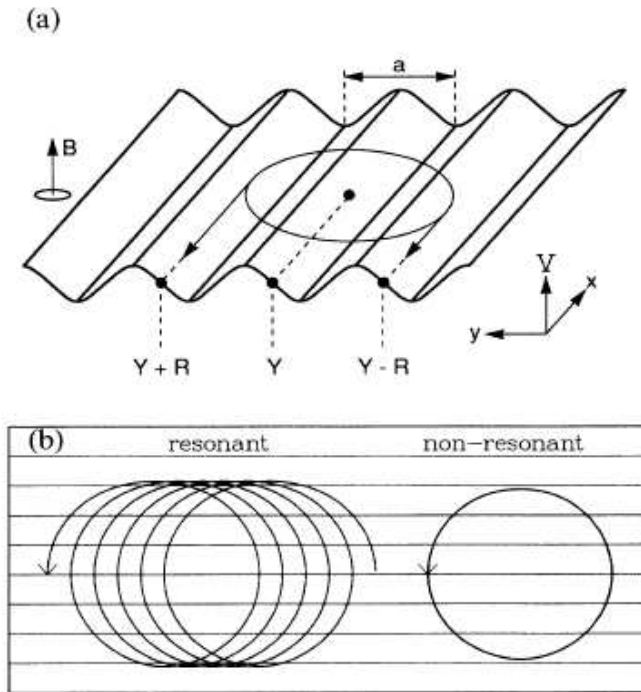 (a)
a
B
V
x
y
Y + R
Y
Y - R
(b)
resonant
non-resonant